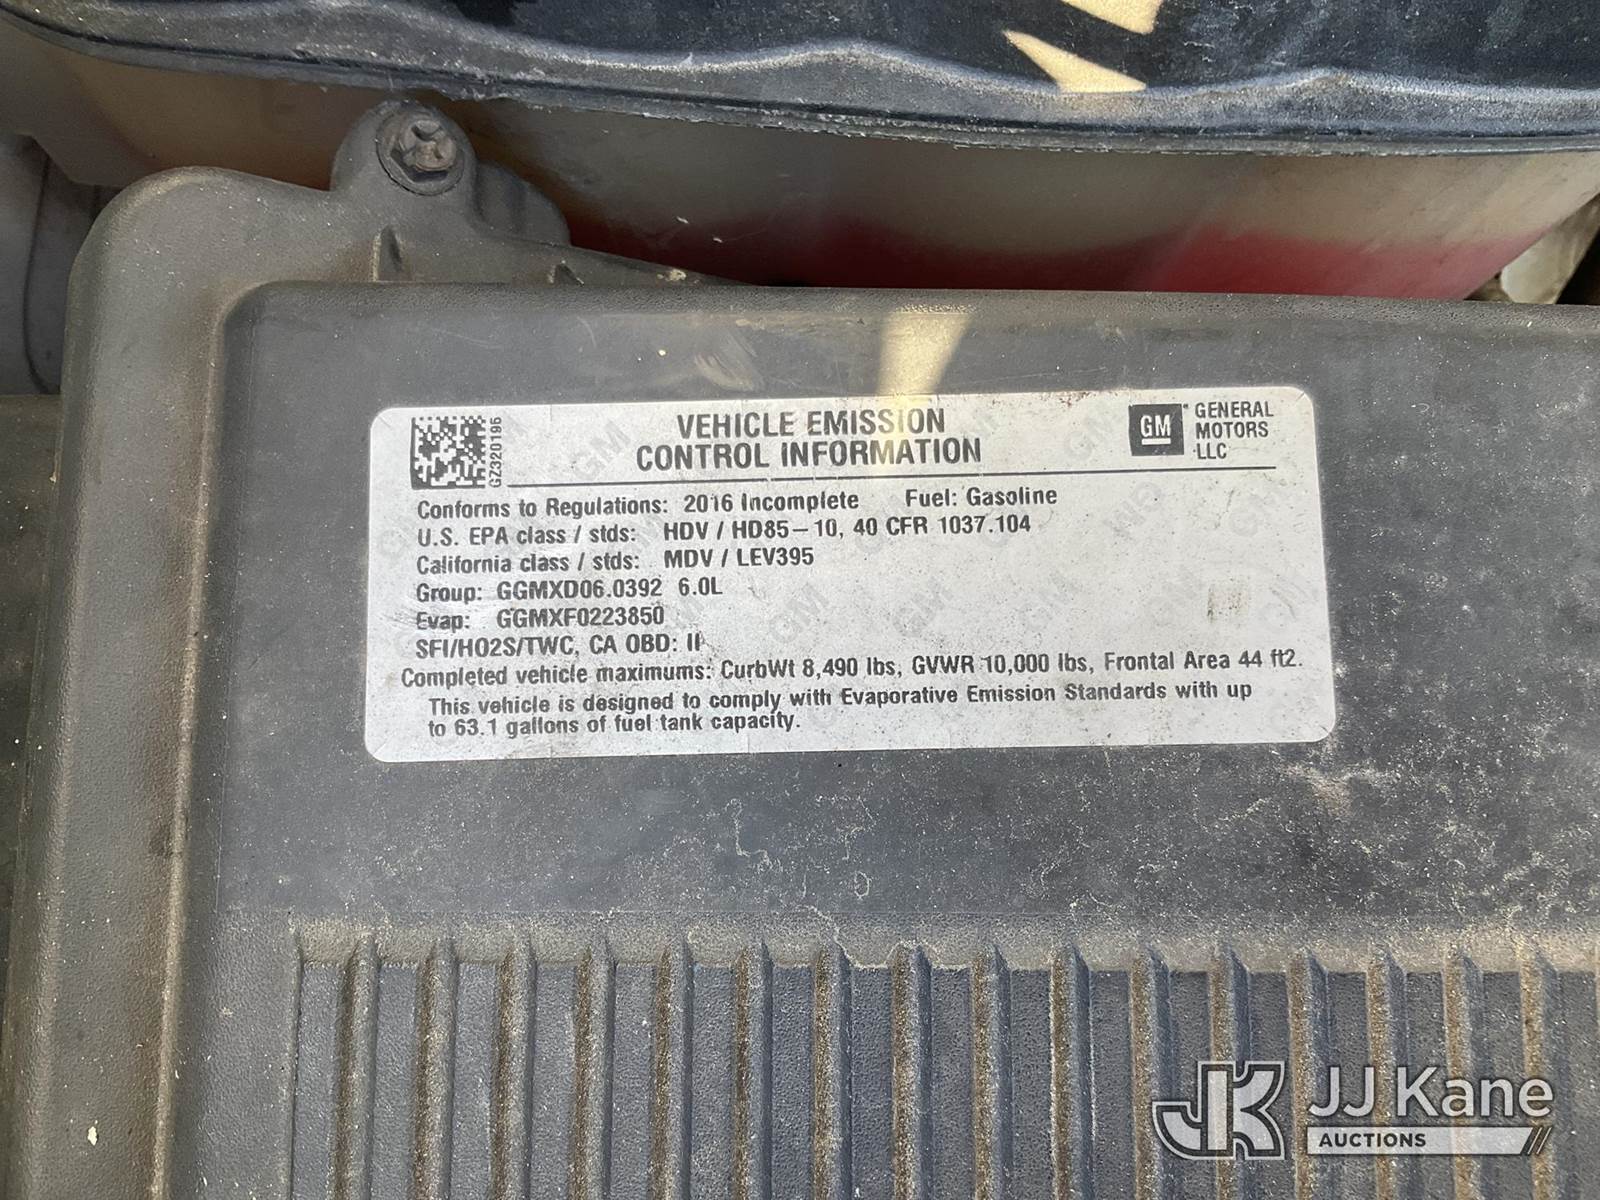 VEHICLE EMISSION
CONTROL INFORMATION
GZ320196
GM
GENERAL
MOTORS
LLC
Conforms to Regulations: 2016 Incomplete Fuel: Gasoline
U.S. EPA class / stds: HDV / HD85-10, 40 CFR 1037.104
California class / stds: MDV / LEV395
Group: GGMXD06.0392 6.0L
Evap: GGMXF0223850
SFI/HO2S/TWC, CA OBD: II
Completed vehicle maximums: CurbWt 8,490 lbs, GVWR 10,000 lbs, Frontal Area 44 ft2.
This vehicle is designed to comply with Evaporative Emission Standards with up
to 63.1 gallons of fuel tank capacity.
JK JJ Kane
AUCTIONS